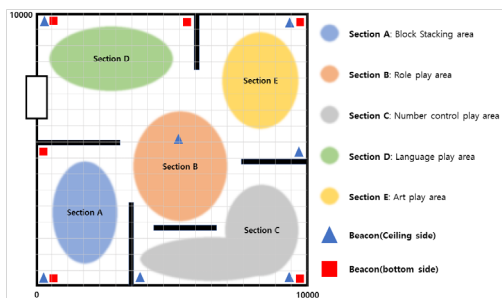 10000
Section D
Section E
Section B
Section A
Section C
0
10000
Section A: Block Stacking area
Section B: Role play area
Section C: Number control play area
Section D: Language play area
Section E: Art play area
Beacon(Ceiling side)
Beacon(bottom side)